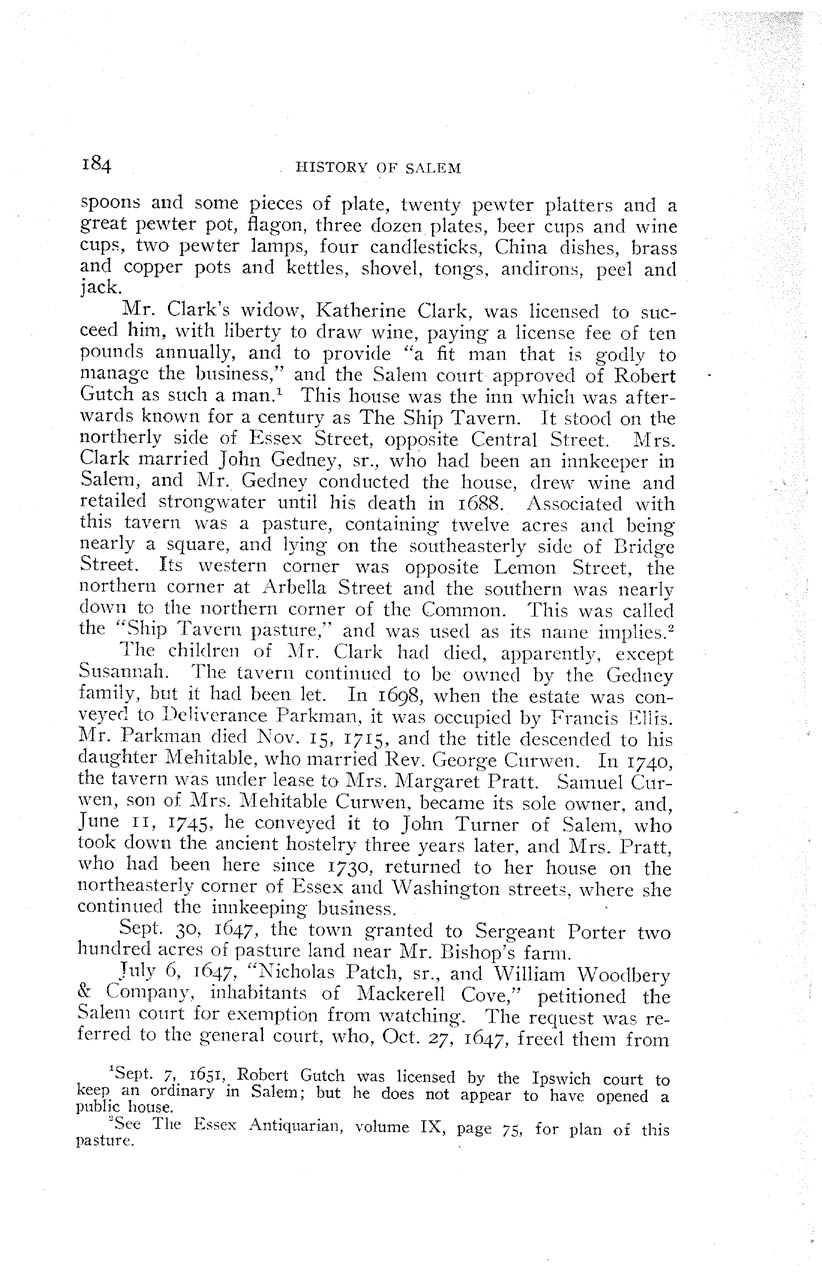 184 HISTORY OF SALEM
spoons and some pieces of plate, twenty pewter platters and a
great pewter pot, flagon, three dozen plates, beer cups and wine
cups, two pewter lamps, four candlesticks, China dishes, brass
and copper pots and kettles, shovel, tongs, andirons, peel and
jack.
Mr. Clark's widow, Katherine Clark, was licensed to suc-
ceed him, with liberty to draw wine, paying a license fee of ten
pounds annually, and to provide "a fit man that is godly to
manage the business," and the Salem court approved of Robert
Gutch as such a man.¹ This house was the inn which was after-
wards known for a century as The Ship Tavern. It stood on the
northerly side of Essex Street, opposite Central Street. Mrs.
Clark married John Gedney, sr., who had been an innkeeper in
Salem, and Mr. Gedney conducted the house, drew wine and
retailed strongwater until his death in 1688. Associated with
this tavern was a pasture, containing twelve acres and being
nearly a square, and lying on the southeasterly side of Bridge
Street. Its western corner was opposite Lemon Street, the
northern corner at Arbella Street and the southern was nearly
down to the northern corner of the Common. This was called
the "Ship Tavern pasture," and was used as its name implies.²
The children of Mr. Clark had died, apparently, except
Susannah. The tavern continued to be owned by the Gedney
family, but it had been let. In 1698, when the estate was con-
veyed to Deliverance Parkman, it was occupied by Francis Ellis.
Mr. Parkman died Nov. 15, 1715, and the title descended to his
daughter Mehitable, who married Rev. George Curwen. In 1740,
the tavern was under lease to Mrs. Margaret Pratt. Samuel Cur-
wen, son of Mrs. Mehitable Curwen, became its sole owner, and,
June 11, 1745, he conveyed it to John Turner of Salem, who
took down the ancient hostelry three years later, and Mrs. Pratt,
who had been here since 1730, returned to her house on the
northeasterly corner of Essex and Washington streets, where she
continued the innkeeping business.
Sept. 30, 1647, the town granted to Sergeant Porter two
hundred acres of pasture land near Mr. Bishop's farm.
July 6, 1647, "Nicholas Patch, sr., and William Woodbery
& Company, inhabitants of Mackerell Cove," petitioned the
Salem court for exemption from watching. The request was re-
ferred to the general court, who, Oct. 27, 1647, freed them from
¹Sept. 7, 1651, Robert Gutch was licensed by the Ipswich court to
keep an ordinary in Salem; but he does not appear to have opened a
public house.
²See The Essex Antiquarian, volume IX, page 75, for plan of this
pasture.